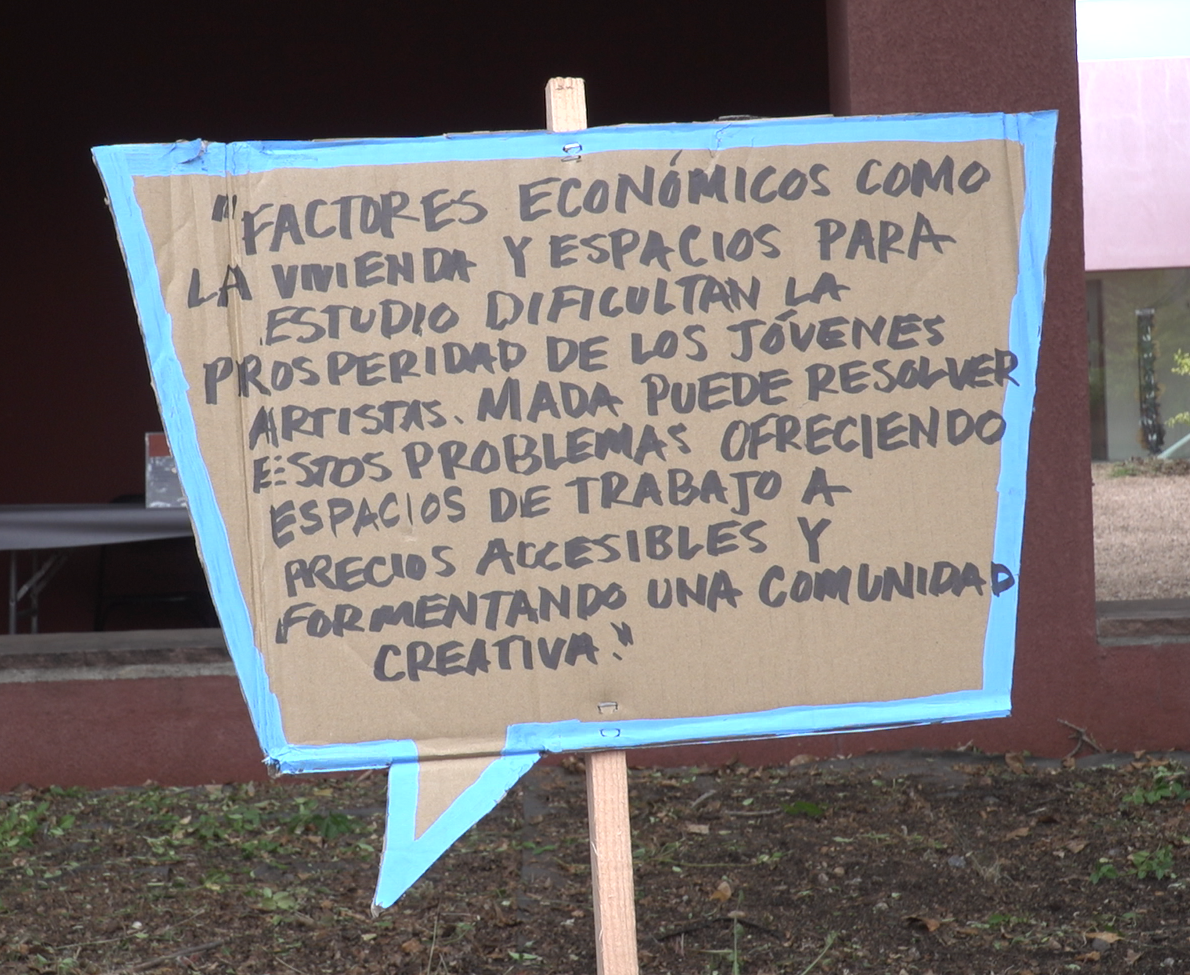 "FACTORES ECONÓMICOS COMO
LA VIVIENDA Y ESPACIOS PARA
ESTUDIO DIFICULTAN LA
PROSPERIDAD DE LOS JÓVENES
ARTISTAS. MADA PUEDE RESOLVER
ESTOS PROBLEMAS OFRECIENDO
ESPACIOS DE TRABAJO A
PRECIOS ACCESIBLES Y
FORMENTANDO UNA COMUNIDAD
CREATIVA."